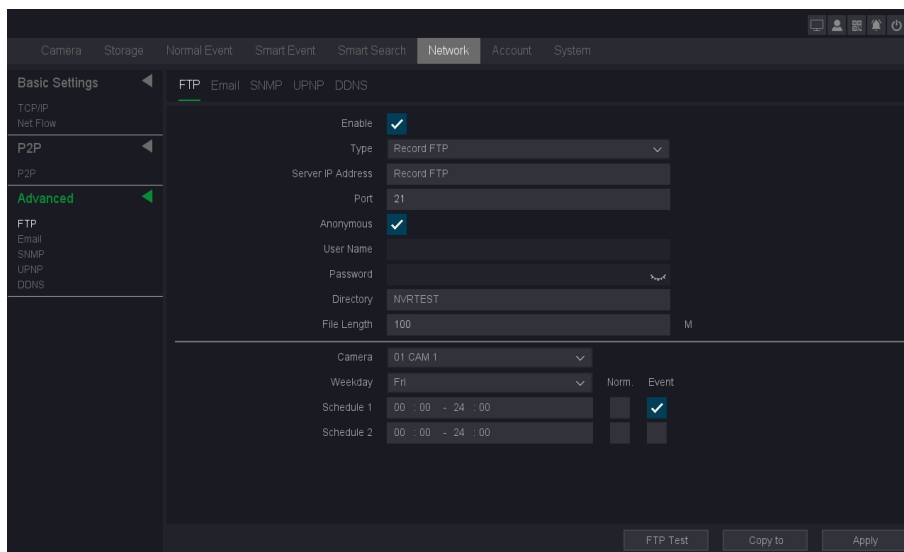 Camera Storage Normal Event Smart Event Smart Search Network Account System
Basic Settings
TCP/IP
Net Flow
P2P
P2P
Advanced
FTP
Email
SNMP
UPNP
DDNS
FTP Email SNMP UPNP DDNS
Enable
Type Record FTP
Server IP Address Record FTP
Port 21
Anonymous
User Name
Password
Directory NVRTEST
File Length 100 M
Camera 01 CAM 1
Weekday Fri Norm. Event
Schedule 1 00 : 00 - 24 : 00
Schedule 2 00 : 00 - 24 : 00
FTP Test Copy to Apply